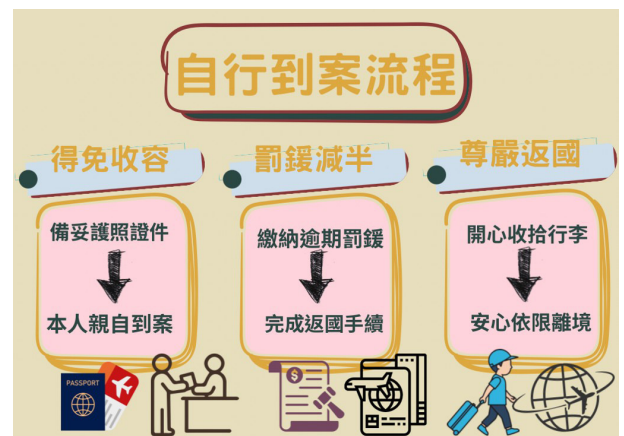 自行到案流程
得免收容
罰鍰減半
尊嚴返國
備妥護照證件
本人親自到案
繳納逾期罰鍰
完成返國手續
開心收拾行李
安心依限離境
PASSPORT
$